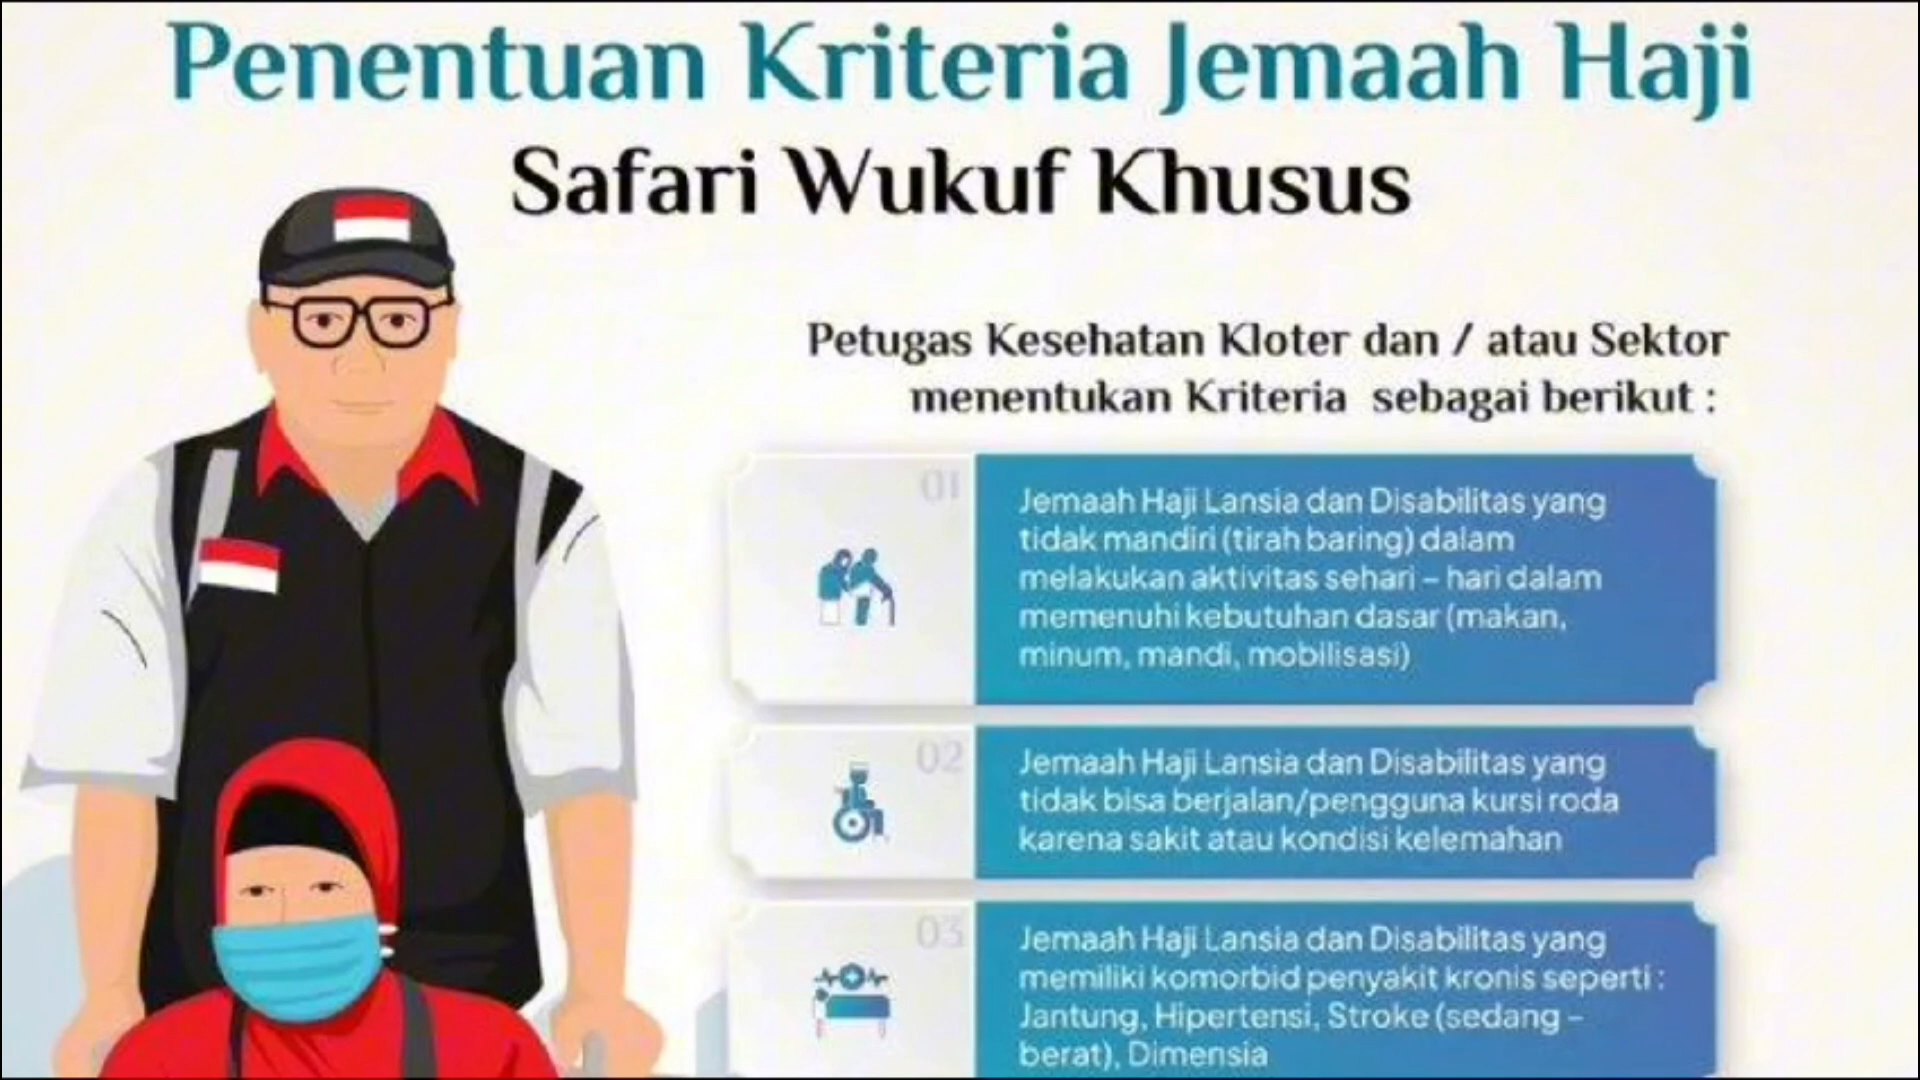 Penentuan Kriteria Jemaah Haji
Safari Wukuf Khusus
Petugas Kesehatan Kloter dan / atau Sektor
menentukan Kriteria sebagai berikut :
01
Jemaah Haji Lansia dan Disabilitas yang
tidak mandiri (tirah baring) dalam
melakukan aktivitas sehari – hari dalam
memenuhi kebutuhan dasar (makan,
minum, mandi, mobilisasi)
02
Jemaah Haji Lansia dan Disabilitas yang
tidak bisa berjalan/pengguna kursi roda
karena sakit atau kondisi kelemahan
03
Jemaah Haji Lansia dan Disabilitas yang
memiliki komorbid penyakit kronis seperti :
Jantung, Hipertensi, Stroke (sedang –
berat), Dimensia